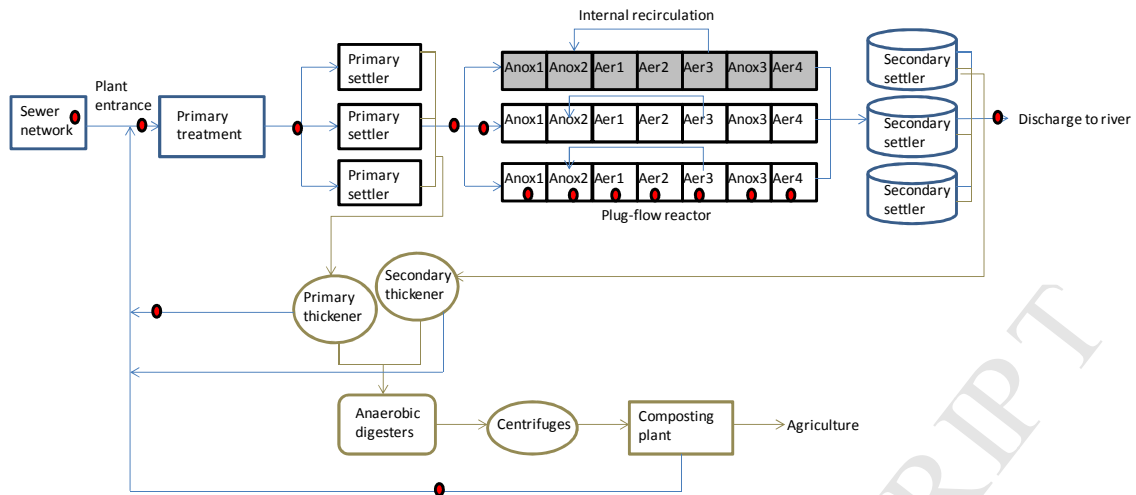 Internal recirculation
Plant
entrance
Sewer
network
Primary
treatment
Primary
settler
Primary
settler
Primary
settler
Anox1 Anox2 Aer1 Aer2 Aer3 Anox3 Aer4
Anox1 Anox2 Aer1 Aer2 Aer3 Anox3 Aer4
Anox1 Anox2 Aer1 Aer2 Aer3 Anox3 Aer4
Plug-flow reactor
Secondary
settler
Secondary
settler
Secondary
settler
Discharge to river
Primary
thickener
Secondary
thickener
Anaerobic
digesters
Centrifuges
Composting
plant
Agriculture
RIPT